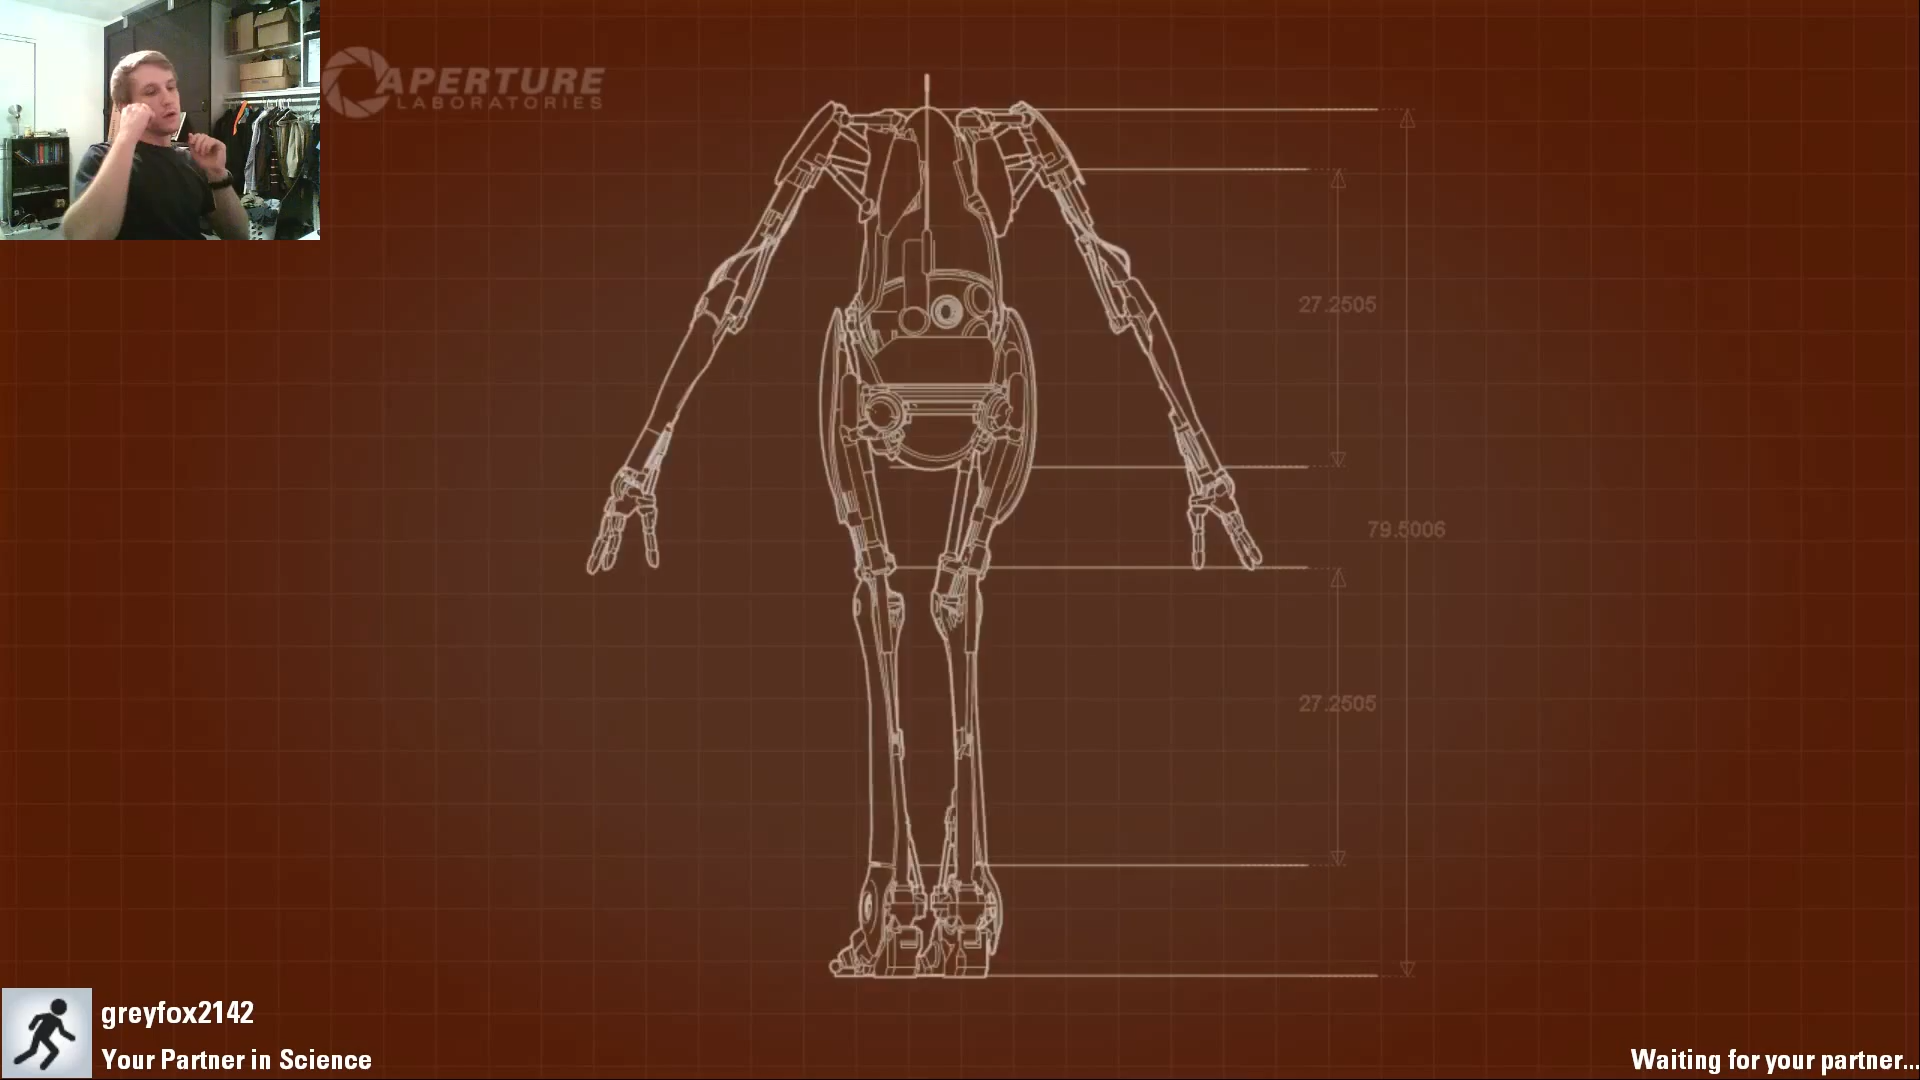 APERTURE
LABORATORIES
27.2505
79.5006
27.2505
greyfox2142
Your Partner in Science
Waiting for your partner...